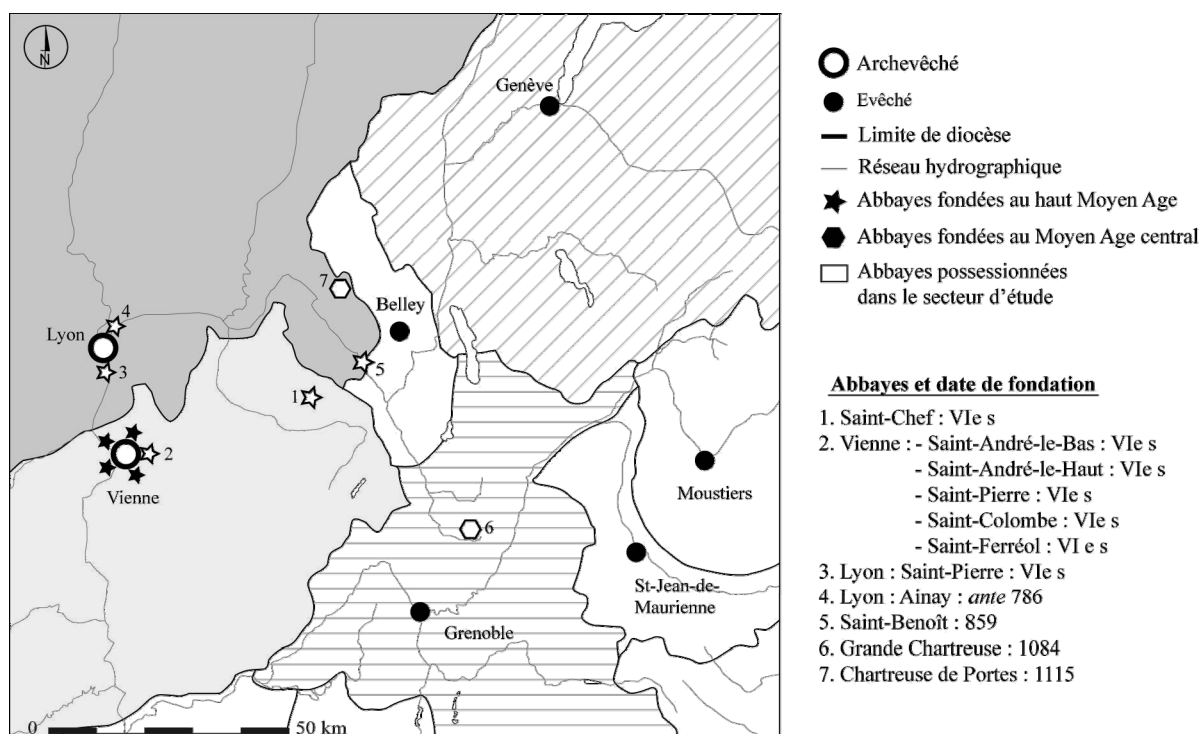 N
Genève
7
Belley
4
Lyon
3
5
1
2
Vienne
Moustiers
6
St-Jean-de-
Maurienne
Grenoble
0
50 km
Archevêché
Evêché
Limite de diocèse
Réseau hydrographique
Abbayes fondées au haut Moyen Age
Abbayes fondées au Moyen Age central
Abbayes possessionnées
dans le secteur d'étude
Abbayes et date de fondation
1. Saint-Chef : VIe s
2. Vienne : - Saint-André-le-Bas : VIe s
- Saint-André-le-Haut : VIe s
- Saint-Pierre : VIe s
- Saint-Colombe : VIe s
- Saint-Ferréol : VI e s
3. Lyon : Saint-Pierre : VIe s
4. Lyon : Ainay : ante 786
5. Saint-Benoît : 859
6. Grande Chartreuse : 1084
7. Chartreuse de Portes : 1115